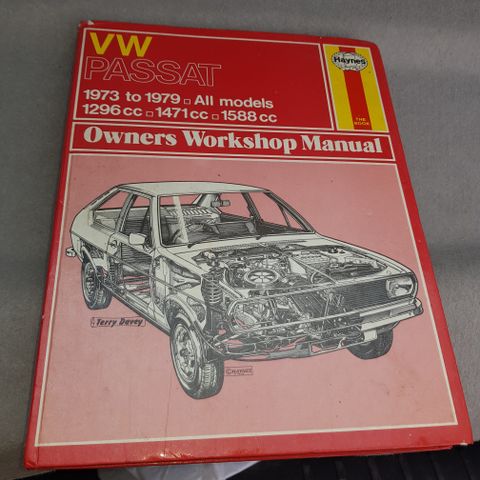 VW
PASSAT
Haynes
1973 to 1979 ▫ All models
1296 cc ▫ 1471 cc ▫ 1588 cc
THE
BOOK
Owners Workshop Manual
Terry Davey
©HAYNES